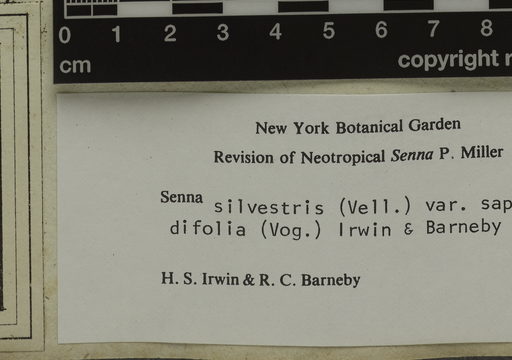 0 1 2 3 4 5 6 7 8
cm copyright r
New York Botanical Garden
Revision of Neotropical Senna P. Miller
Senna silvestris (Vell.) var. sap
difolia (Vog.) Irwin & Barneby
H. S. Irwin & R. C. Barneby